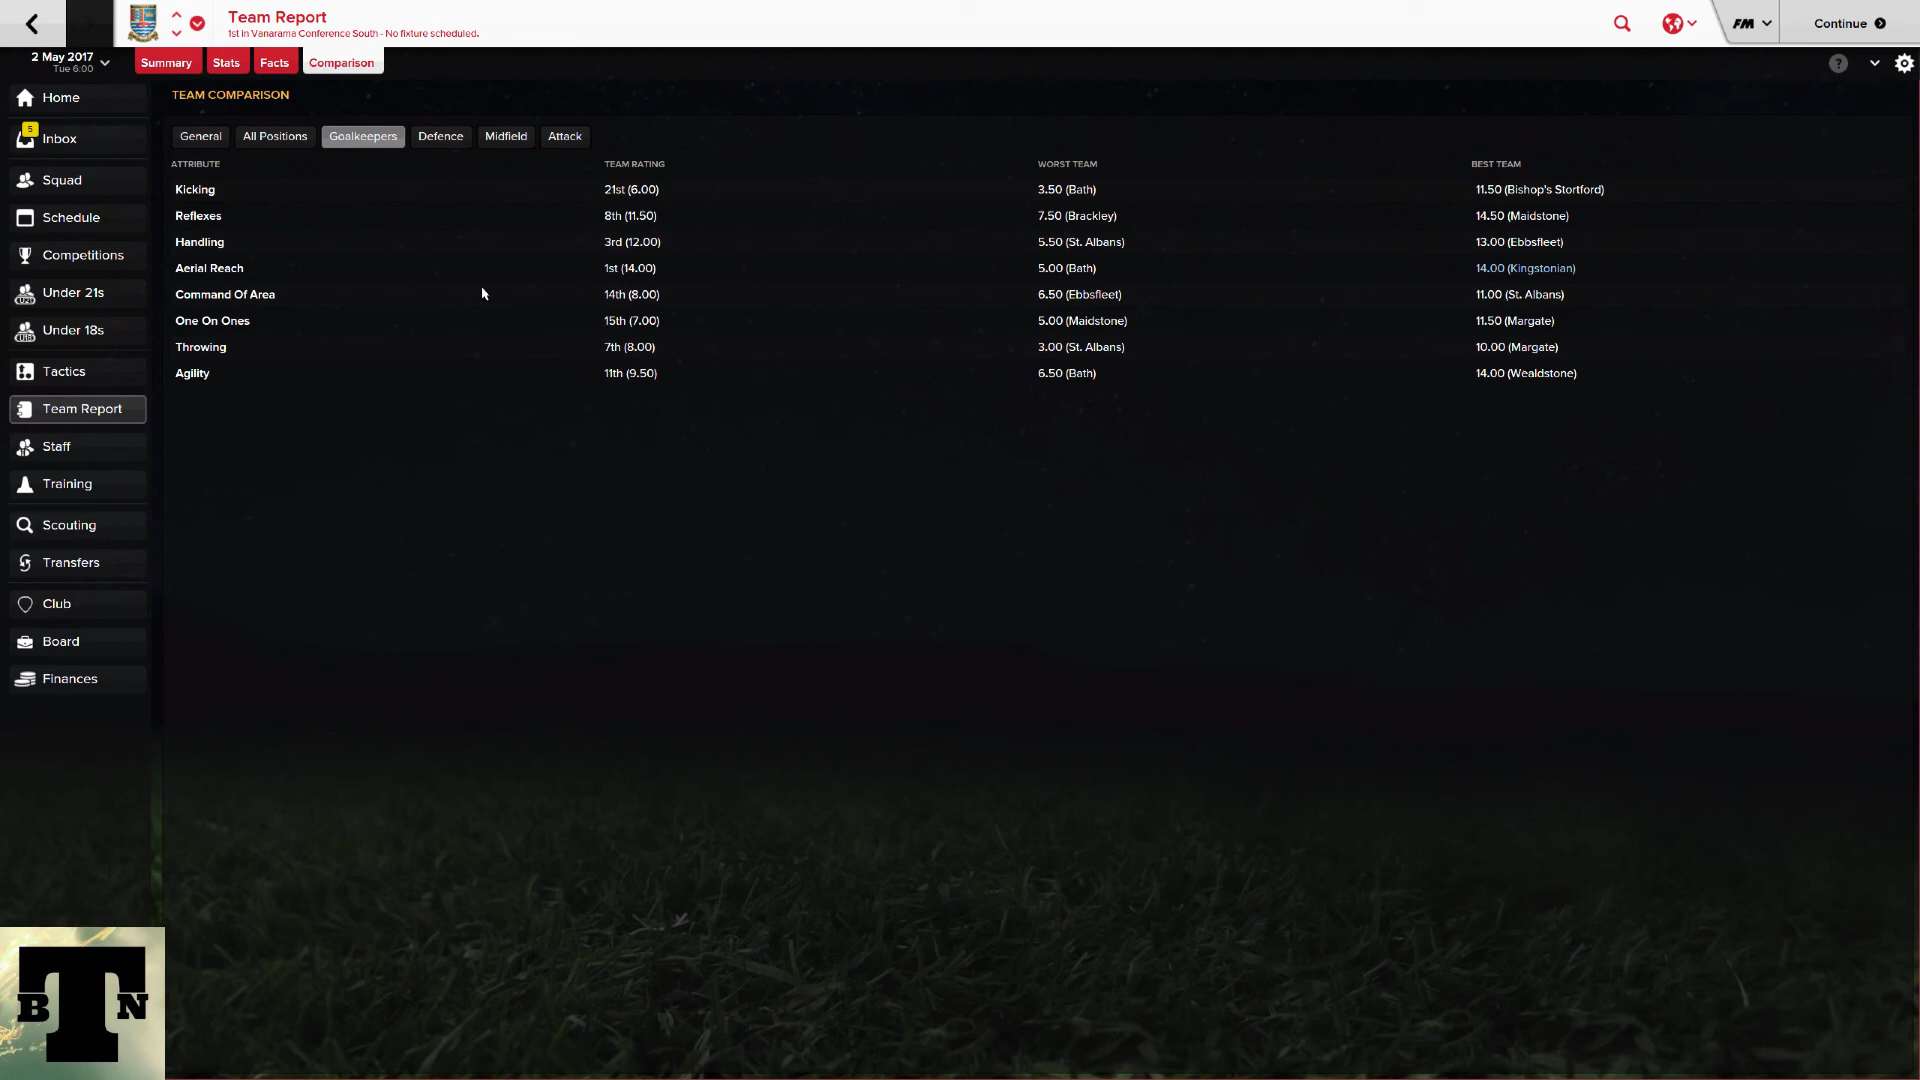 Team Report
1st in Vanarama Conference South - No fixture scheduled.
FM
Continue
2 May 2017
Tue 6:00
Summary
Stats
Facts
Comparison
?
Home
5
Inbox
Squad
Schedule
Competitions
U21
Under 21s
U18
Under 18s
Tactics
Team Report
Staff
Training
Scouting
Transfers
Club
Board
Finances
TEAM COMPARISON
General All Positions Goalkeepers Defence Midfield Attack
ATTRIBUTE TEAM RATING WORST TEAM BEST TEAM
Kicking 21st (6.00) 3.50 (Bath) 11.50 (Bishop's Stortford)
Reflexes 8th (11.50) 7.50 (Brackley) 14.50 (Maidstone)
Handling 3rd (12.00) 5.50 (St. Albans) 13.00 (Ebbsfleet)
Aerial Reach 1st (14.00) 5.00 (Bath) 14.00 (Kingstonian)
Command Of Area 14th (8.00) 6.50 (Ebbsfleet) 11.00 (St. Albans)
One On Ones 15th (7.00) 5.00 (Maidstone) 11.50 (Margate)
Throwing 7th (8.00) 3.00 (St. Albans) 10.00 (Margate)
Agility 11th (9.50) 6.50 (Bath) 14.00 (Wealdstone)
B T N